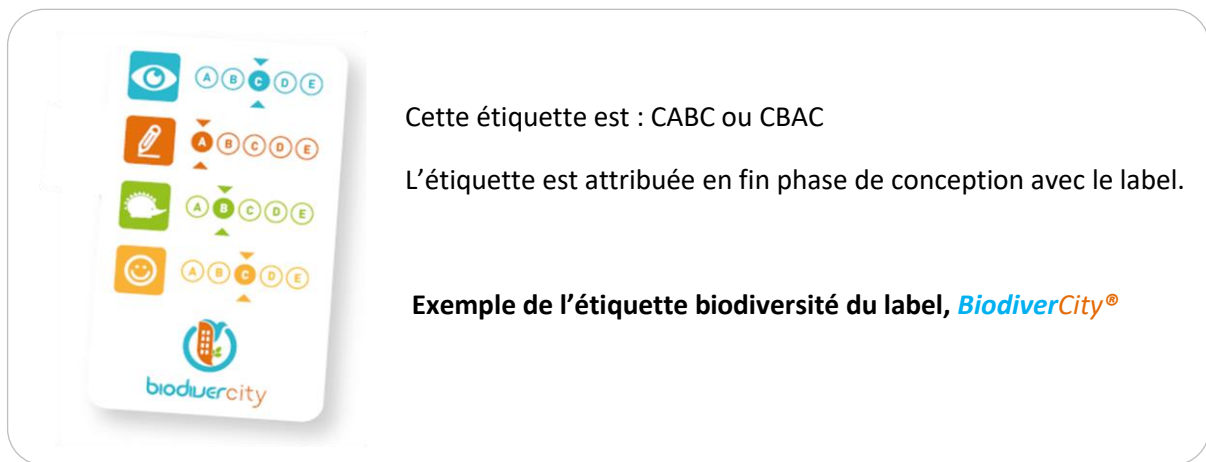 A B C D E
A B C D E
A B C D E
A B C D E
biodivercity
Cette étiquette est : CABC ou CBAC
L’étiquette est attribuée en fin phase de conception avec le label.
Exemple de l’étiquette biodiversité du label, BiodiverCity®